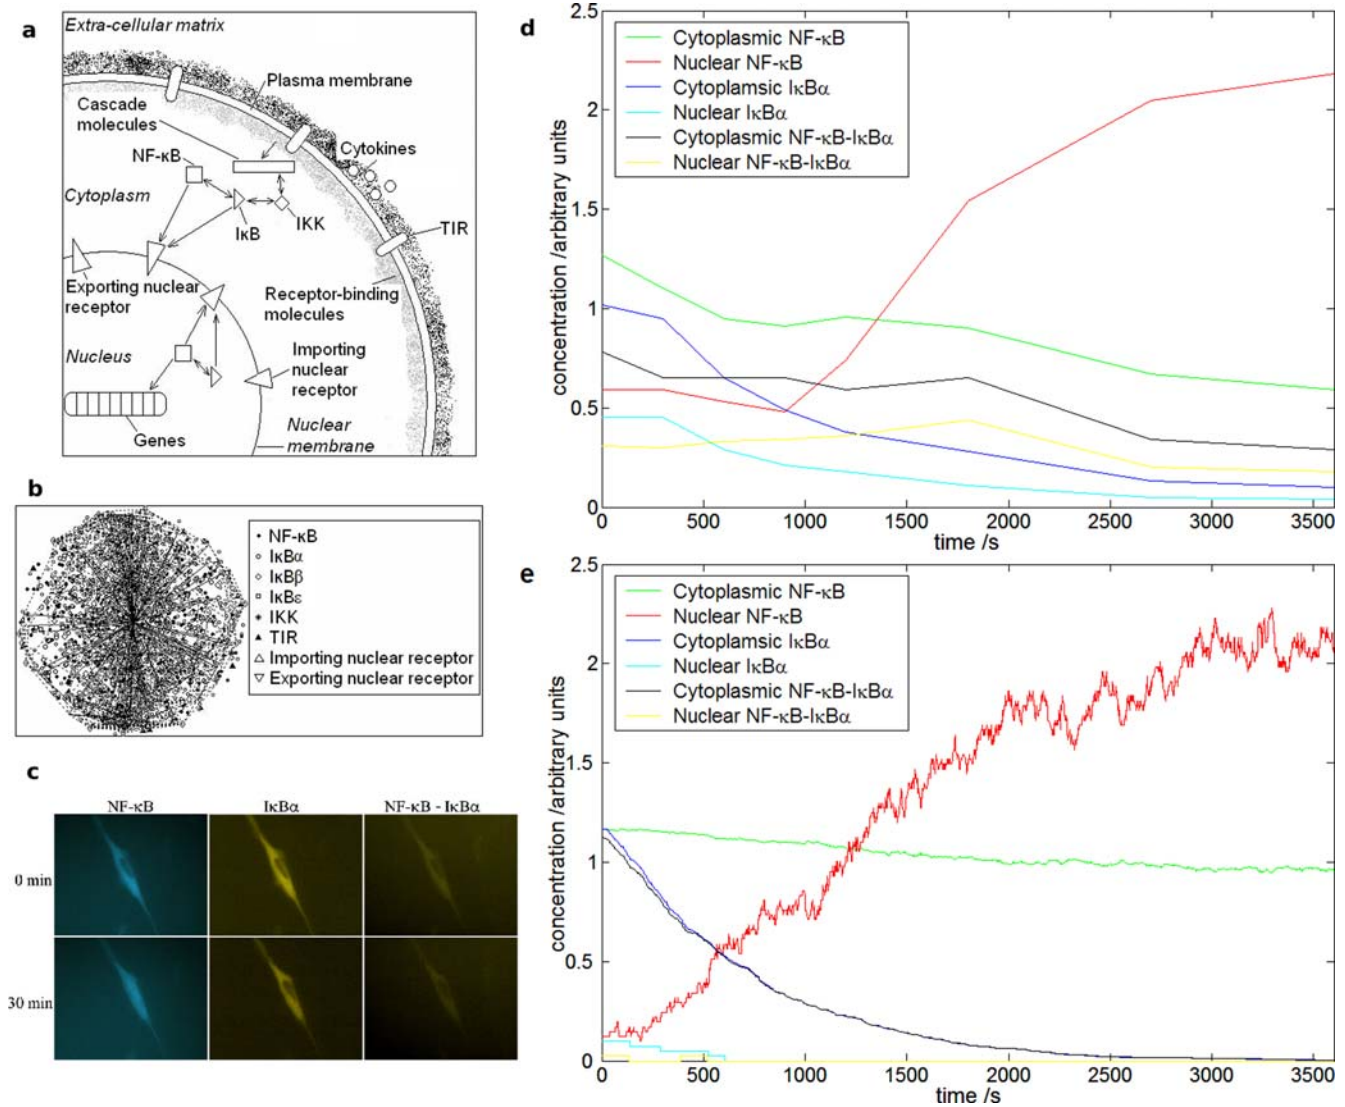 a
Extra-cellular matrix
Plasma membrane
Cascade
molecules
NF-κB
Cytokines
Cytoplasm
IκB
IKK
TIR
Exporting nuclear
receptor
Receptor-binding
molecules
Nucleus
Importing
nuclear
receptor
Genes
Nuclear
membrane
b
NF-κB
IκBα
IκBβ
IκBε
IKK
TIR
Importing nuclear receptor
Exporting nuclear receptor
c
NF-κB IκBα NF-κB - IκBα
0 min
30 min
d
2.5
2
1.5
1
0.5
0
concentration /arbitrary units
Cytoplasmic NF-κB
Nuclear NF-κB
Cytoplamsic IκBα
Nuclear IκBα
Cytoplasmic NF-κB-IκBα
Nuclear NF-κB-IκBα
0 500 1000 1500 2000 2500 3000 3500
time /s
e
2.5
2
1.5
1
0.5
0
concentration /arbitrary units
Cytoplasmic NF-κB
Nuclear NF-κB
Cytoplamsic IκBα
Nuclear IκBα
Cytoplasmic NF-κB-IκBα
Nuclear NF-κB-IκBα
0 500 1000 1500 2000 2500 3000 3500
time /s